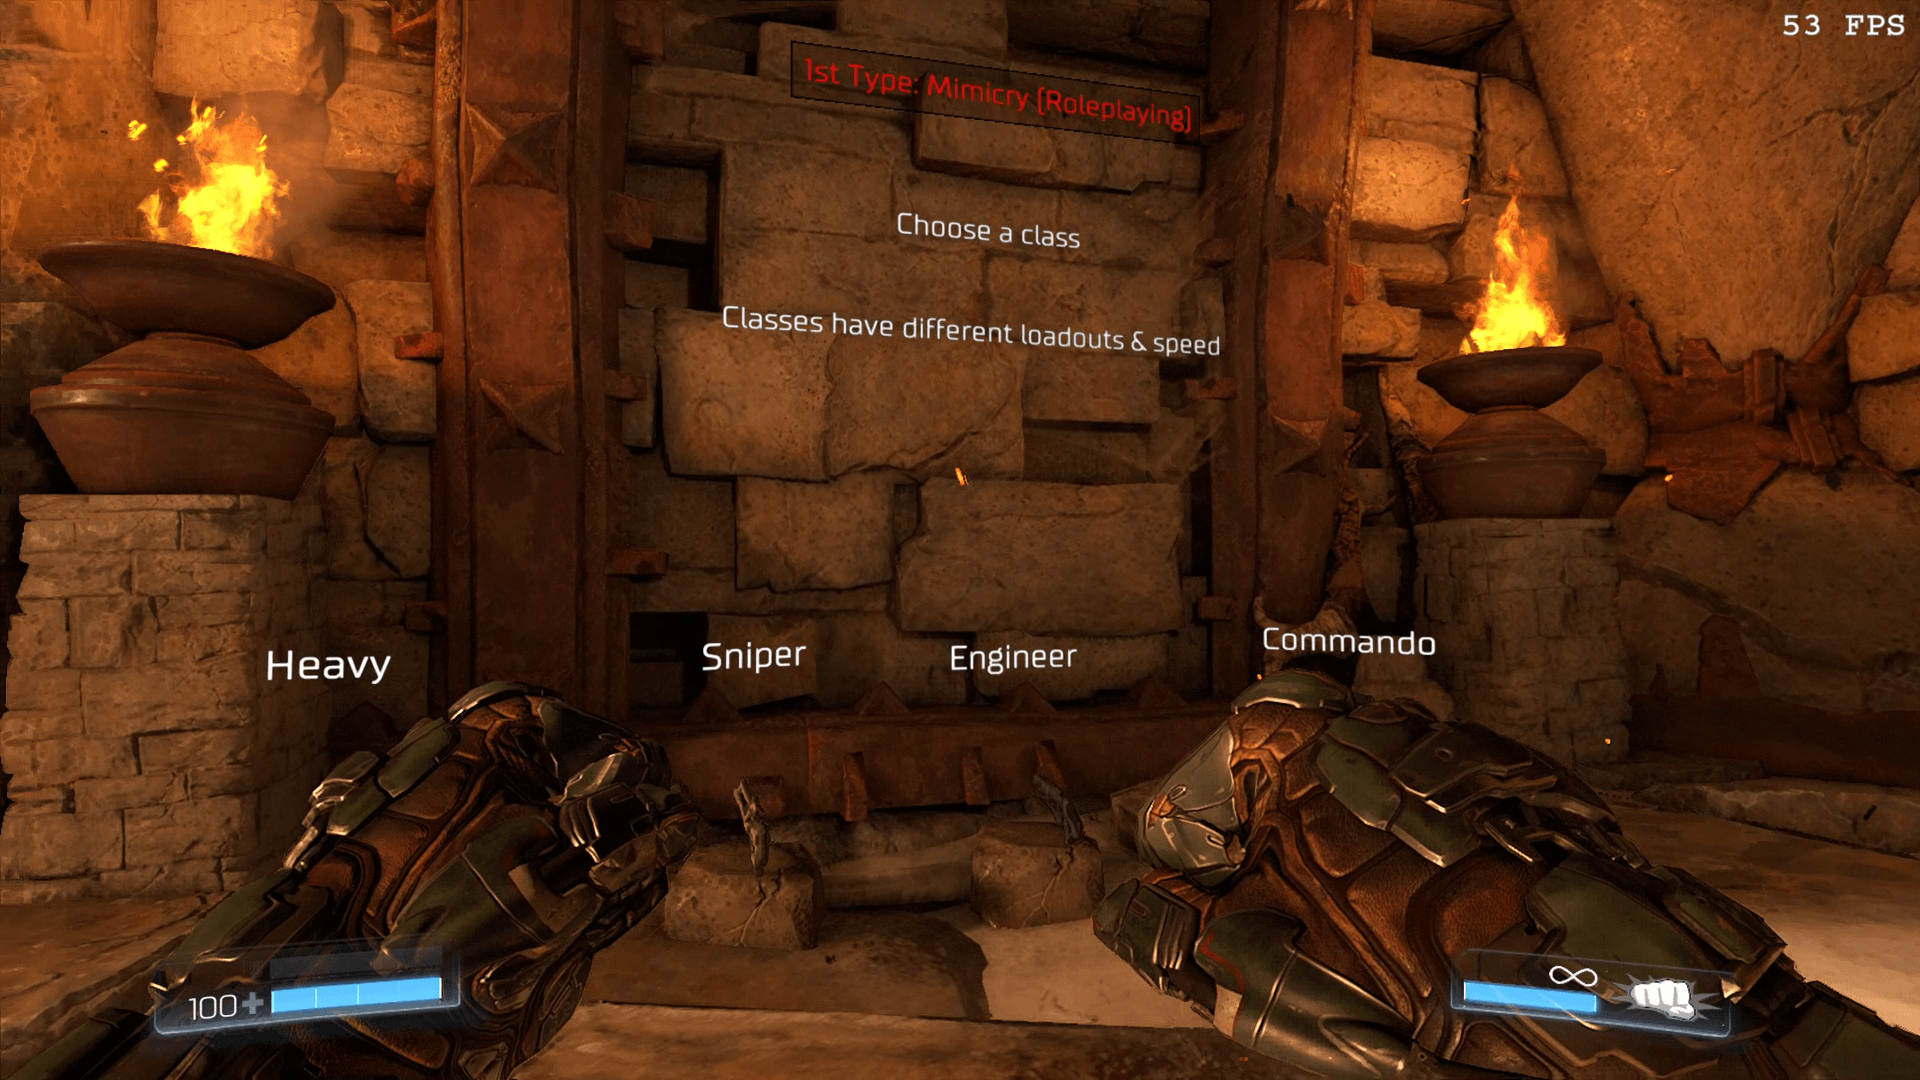 53 FPS
1st Type: Mimicry [Roleplaying]
Choose a class
Classes have different loadouts & speed
Heavy
Sniper
Engineer
Commando
100+
∞